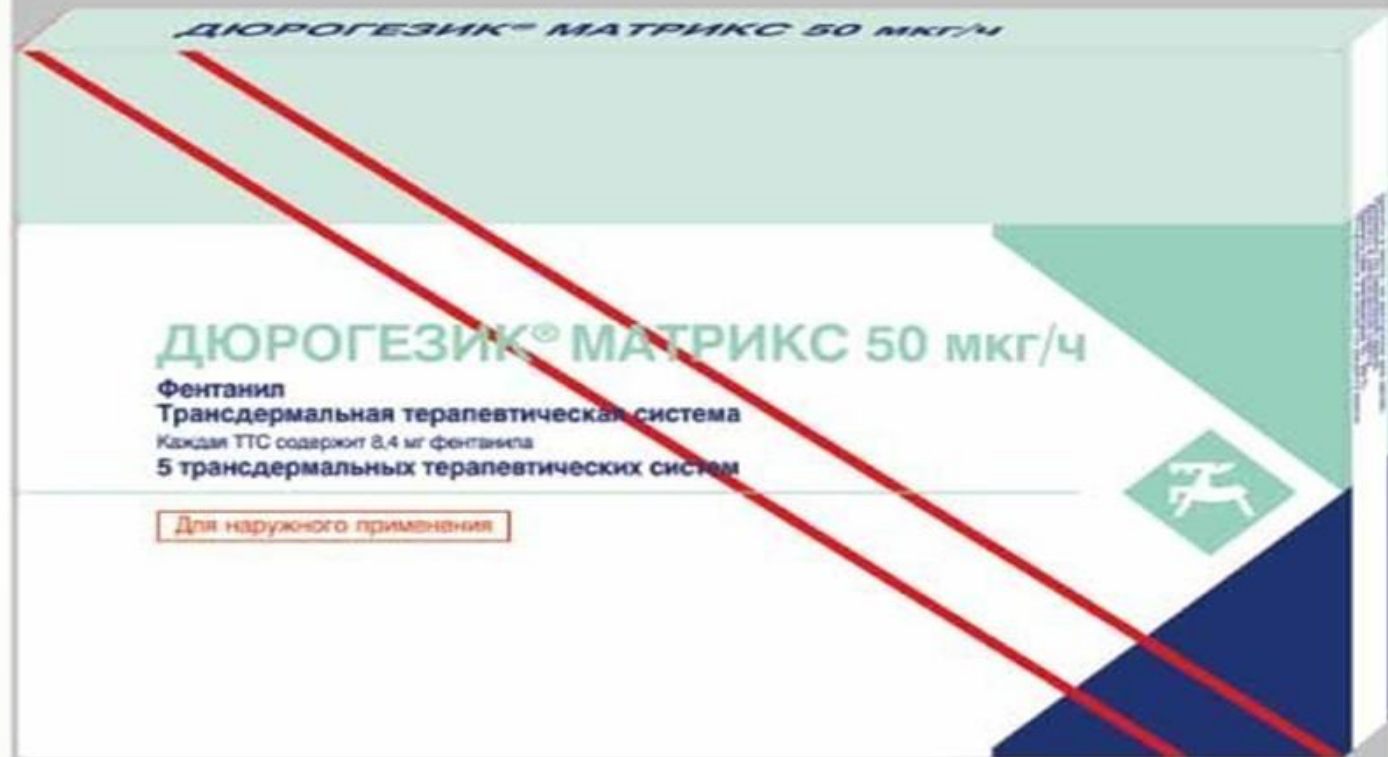 ДЮРОГЕЗИК® МАТРИКС 50 мкг/ч
ДЮРОГЕЗИК® МАТРИКС 50 мкг/ч
Фентанил
Трансдермальная терапевтическая система
Каждая ТТС содержит 8,4 мг фентанила
5 трансдермальных терапевтических систем
Для наружного применения